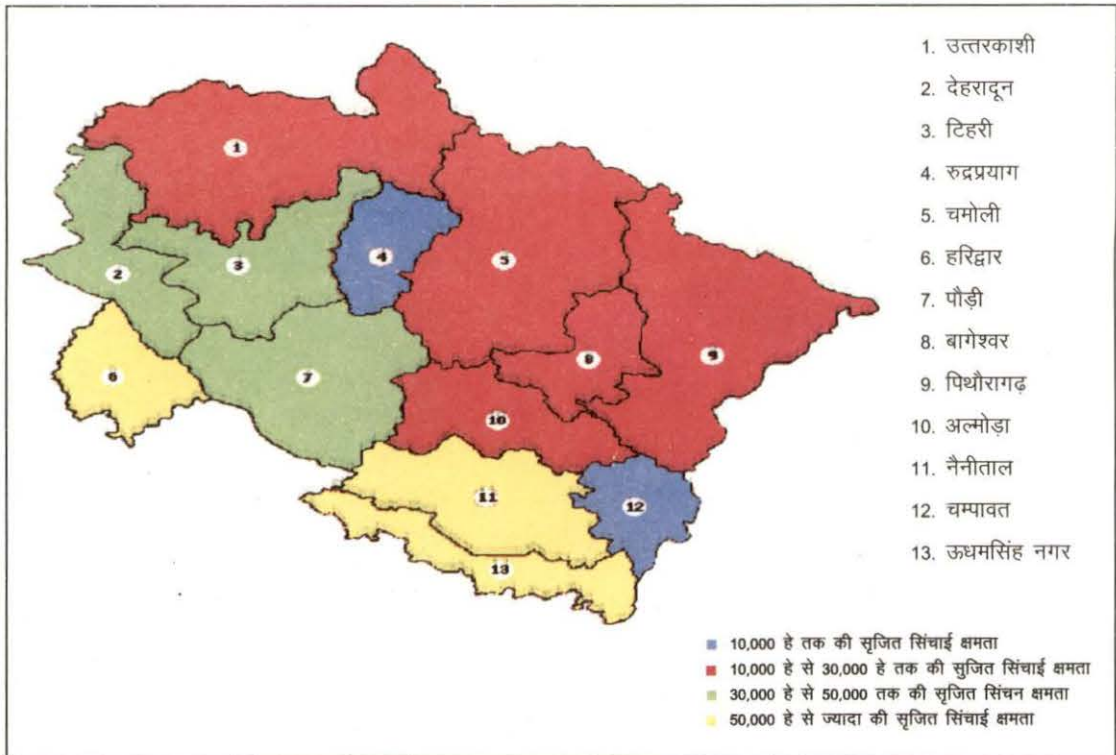 1. उत्तरकाशी
2. देहरादून
3. टिहरी
4. रुद्रप्रयाग
5. चमोली
6. हरिद्वार
7. पौड़ी
8. बागेश्वर
9. पिथौरागढ़
10. अल्मोड़ा
11. नैनीताल
12. चम्पावत
13. ऊधमसिंह नगर
1
2
3
4
5
6
7
8
9
10
11
12
13
10,000 हे तक की सृजित सिंचाई क्षमता
10,000 हे से 30,000 हे तक की सुजित सिंचाई क्षमता
30,000 हे से 50,000 तक की सृजित सिंचन क्षमता
50,000 हे से ज्यादा की सृजित सिंचाई क्षमता